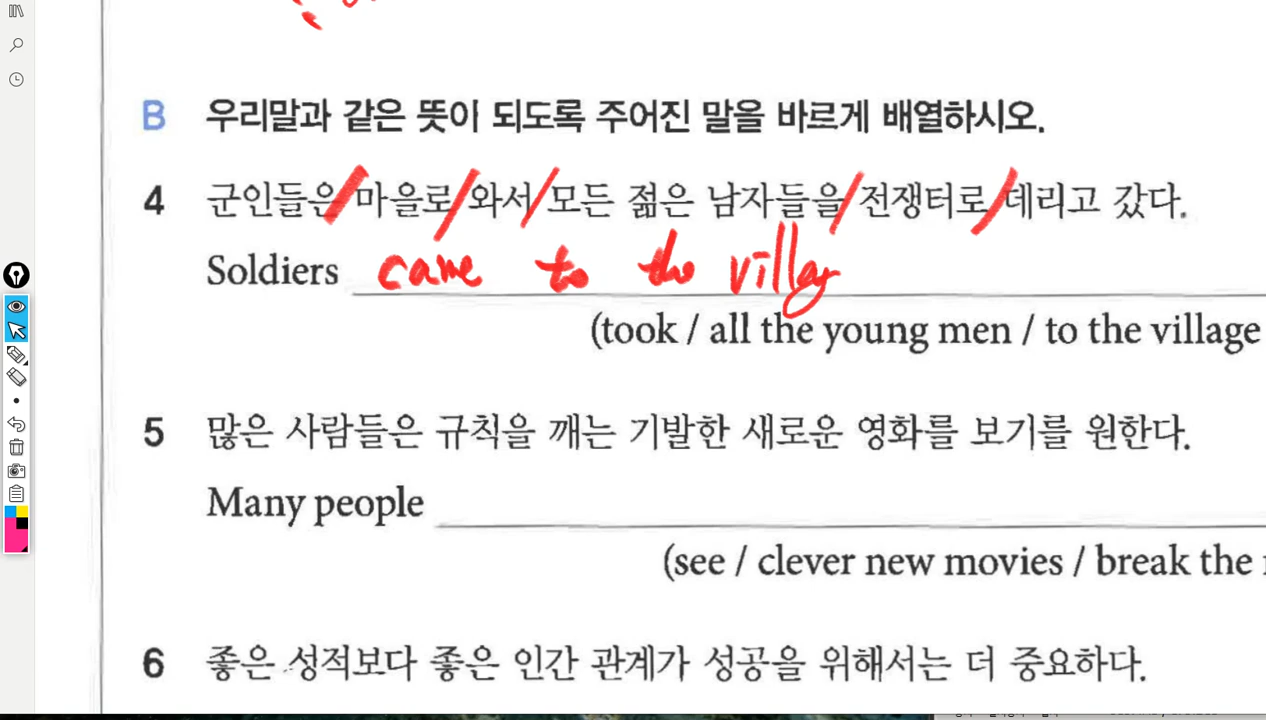 B 우리말과 같은 뜻이 되도록 주어진 말을 바르게 배열하시오.
4 군인들은/마을로/와서/모든 젊은 남자들을/전쟁터로/데리고 갔다.
Soldiers came to the
(took / all the young men / to the village
5 많은 사람들은 규칙을 깨는 기발한 새로운 영화를 보기를 원한다.
Many people
(see / clever new movies / break the
6 좋은 성적보다 좋은 인간 관계가 성공을 위해서는 더 중요하다.